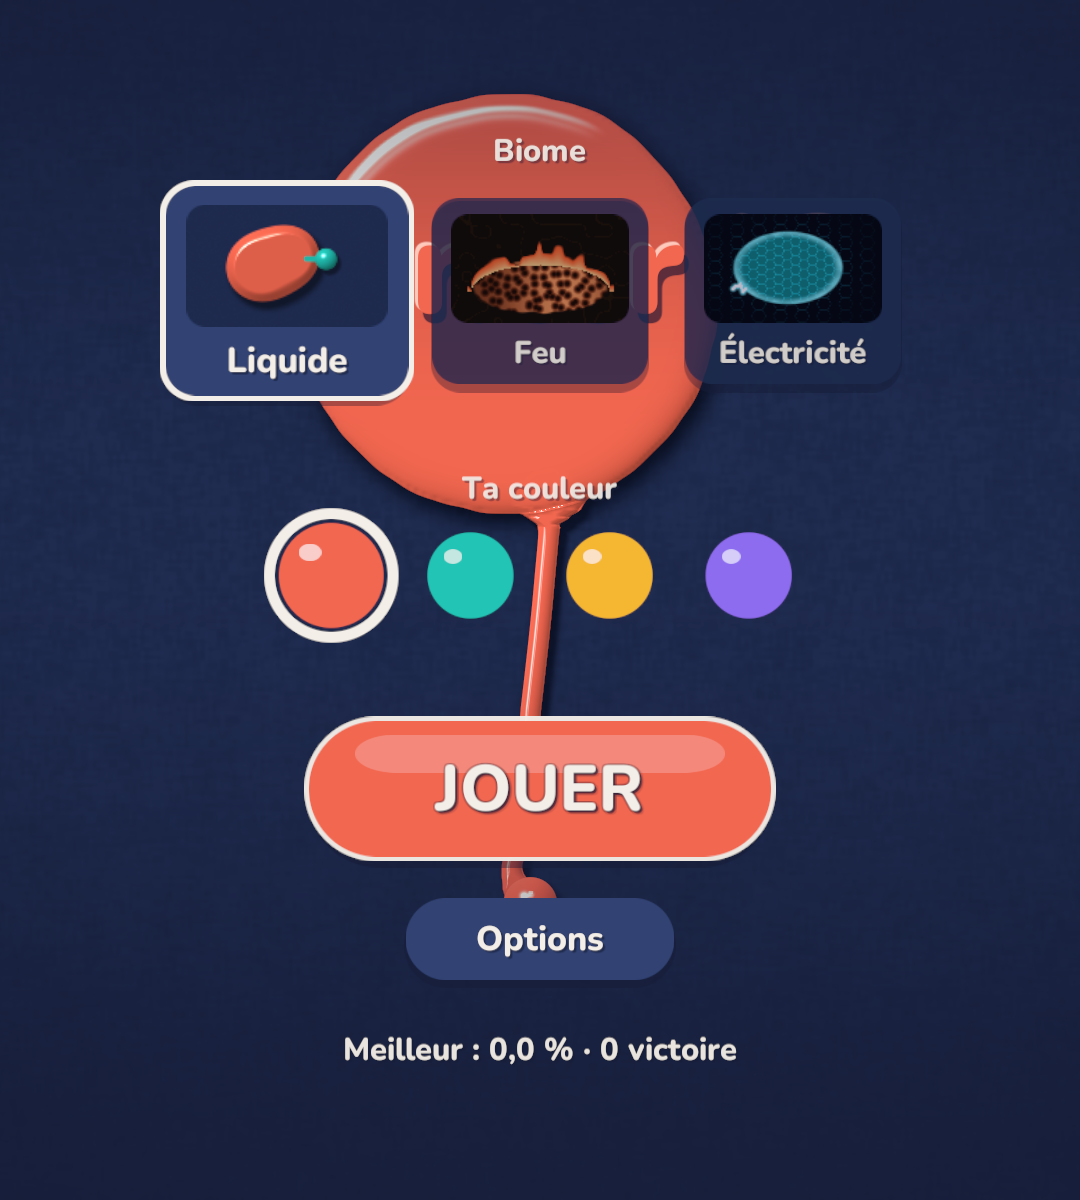 Biome
Liquide
Feu
Électricité
Ta couleur
JOUER
Options
Meilleur : 0,0 % · 0 victoire